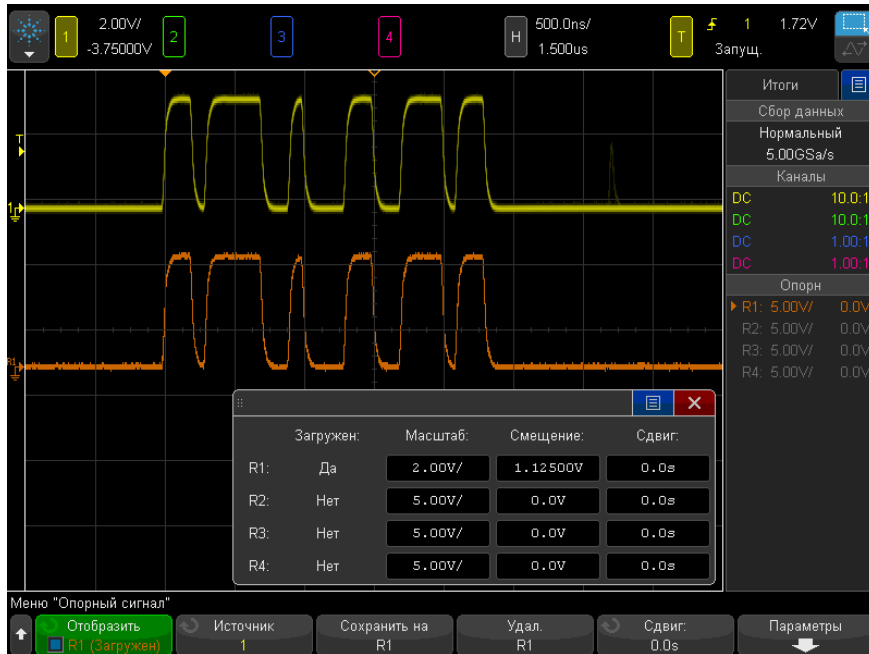 1 2.00V/ -3.75000V 2 3 4 H 500.0ns/ 1.500us T 1 1.72V Запущ.
Итоги
Сбор данных
Нормальный
5.00GSa/s
Каналы
DC 10.0:1
DC 10.0:1
DC 1.00:1
DC 1.00:1
Опорн
R1: 5.00V/ 0.0V
R2: 5.00V/ 0.0V
R3: 5.00V/ 0.0V
R4: 5.00V/ 0.0V
T
1
R1
Загружен: Масштаб: Смещение: Сдвиг:
R1: Да 2.00V/ 1.12500V 0.0s
R2: Нет 5.00V/ 0.0V 0.0s
R3: Нет 5.00V/ 0.0V 0.0s
R4: Нет 5.00V/ 0.0V 0.0s
Меню "Опорный сигнал"
Отобразить Источник Сохранить на Удал. Сдвиг: Параметры
R1 (Загружен) 1 R1 R1 0.0s